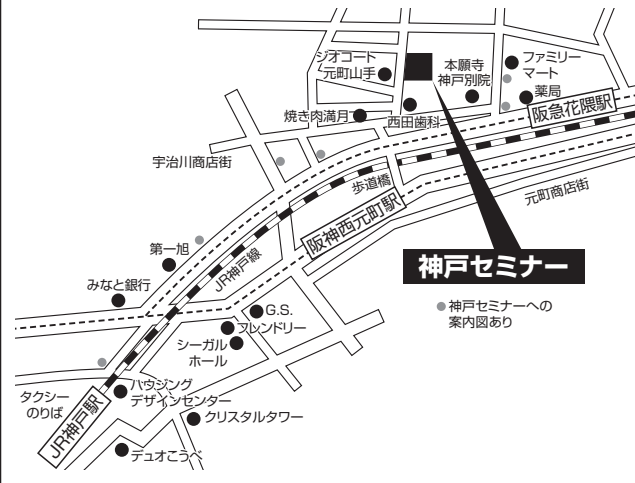 ジオコート
元町山手
本願寺
神戸別院
ファミリー
マート
薬局
阪急花隈駅
焼き肉満月
西田歯科
宇治川商店街
歩道橋
元町商店街
阪神西元町駅
第一旭
JR神戸線
神戸セミナー
みなと銀行
神戸セミナーへの
案内図あり
G.S.
フレンドリー
シーガル
ホール
タクシー
のりば
ハウジング
デザインセンター
JR神戸駅
クリスタルタワー
デュオこうべ